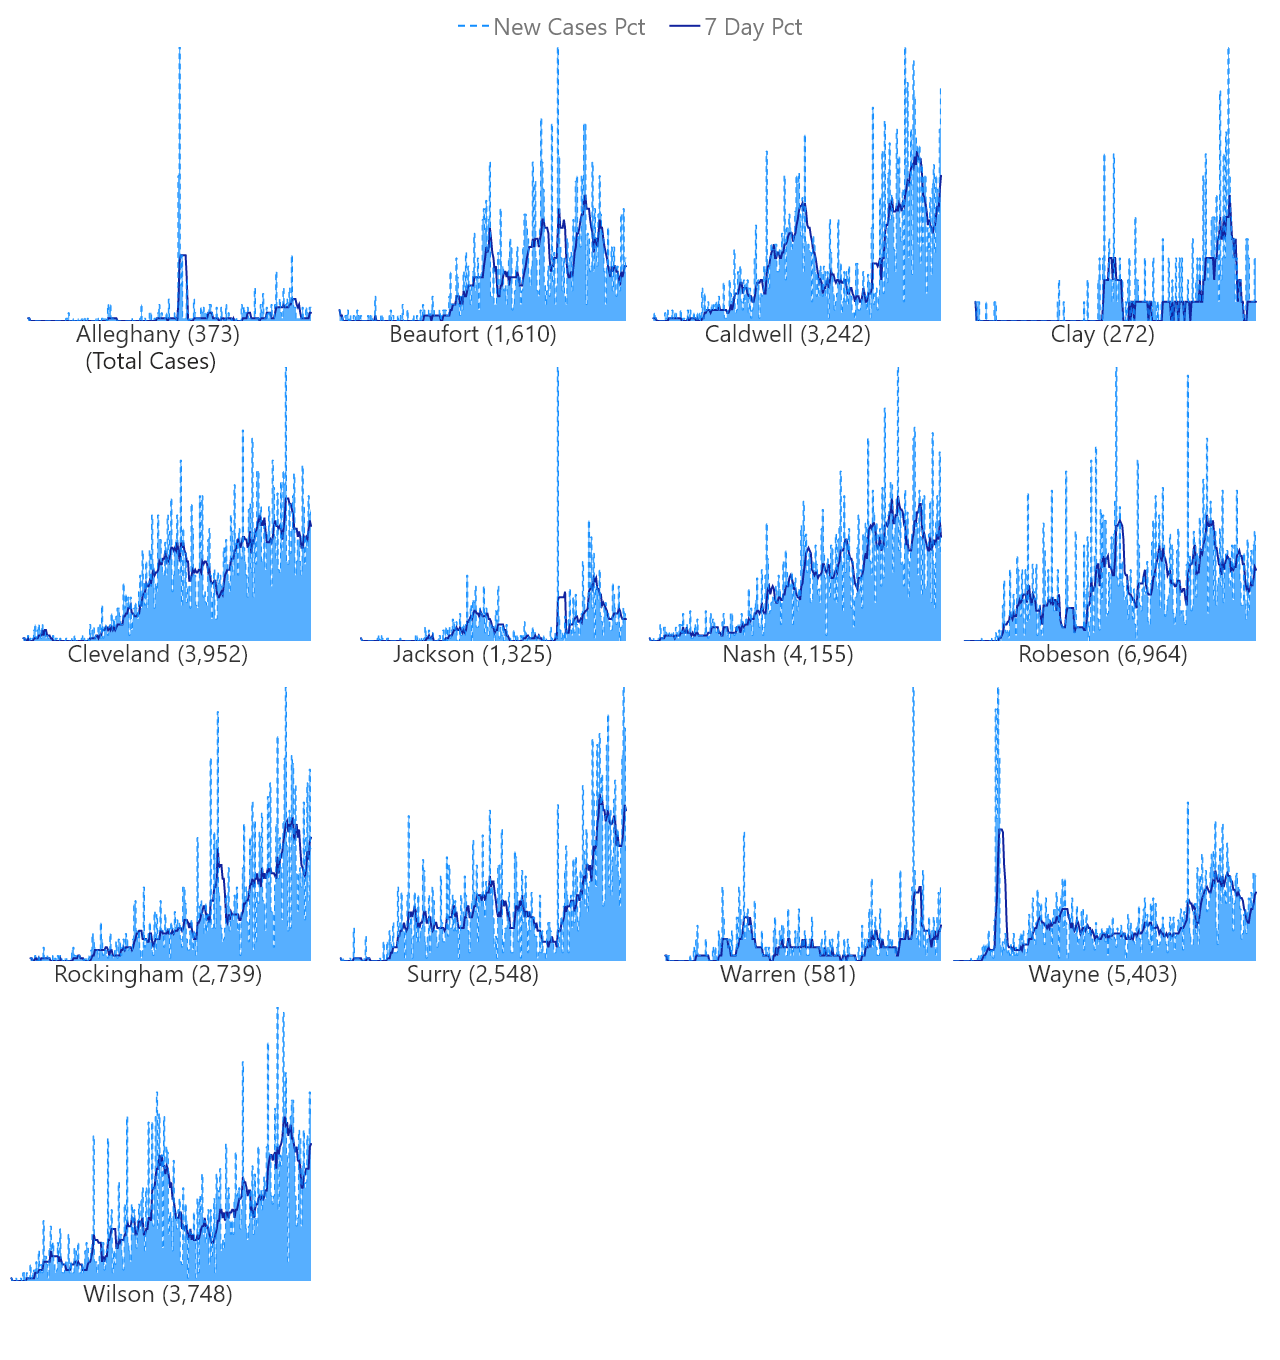 New Cases Pct 7 Day Pct
Alleghany (373)
(Total Cases)
Beaufort (1,610)
Caldwell (3,242)
Clay (272)
Cleveland (3,952)
Jackson (1,325)
Nash (4,155)
Robeson (6,964)
Rockingham (2,739)
Surry (2,548)
Warren (581)
Wayne (5,403)
Wilson (3,748)